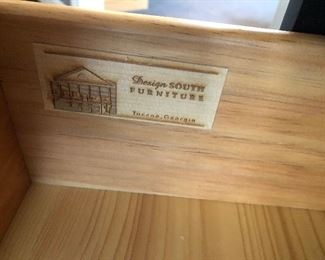 Design SOUTH
FURNITURE
Toccoa, Georgia